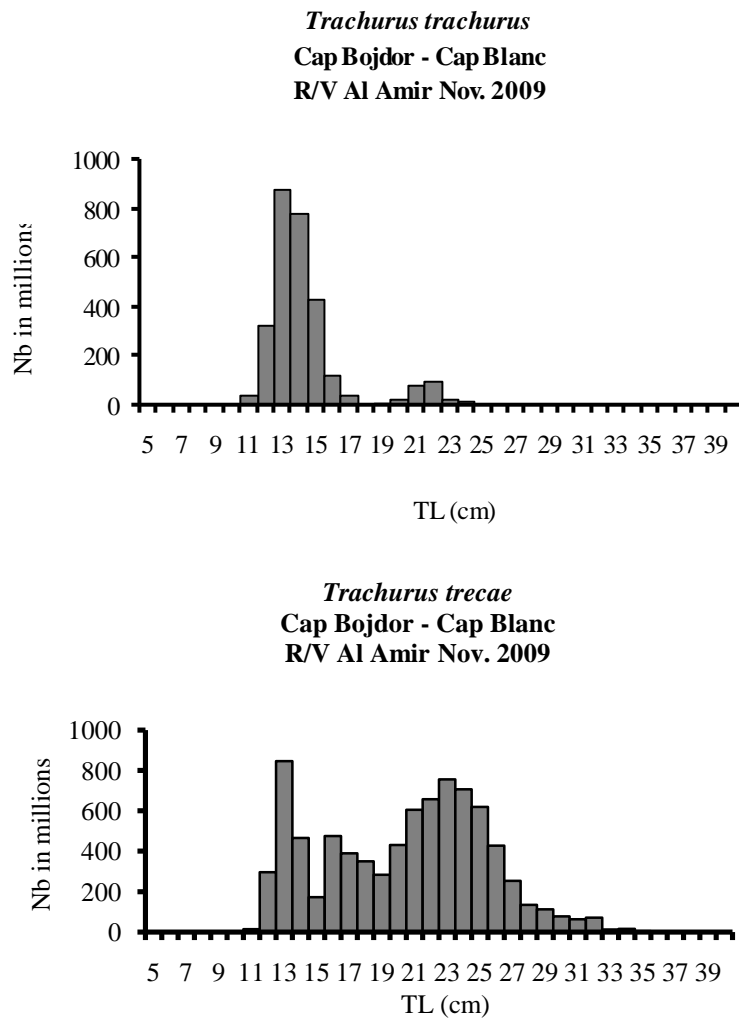 Trachurus trachurus
Cap Bojdor - Cap Blanc
R/V Al Amir Nov. 2009
1000
800
600
400
200
0
Nb in millions
5 7 9 11 13 15 17 19 21 23 25 27 29 31 33 35 37 39
TL (cm)
Trachurus trecae
Cap Bojdor - Cap Blanc
R/V Al Amir Nov. 2009
1000
800
600
400
200
0
Nb in millions
5 7 9 11 13 15 17 19 21 23 25 27 29 31 33 35 37 39
TL (cm)